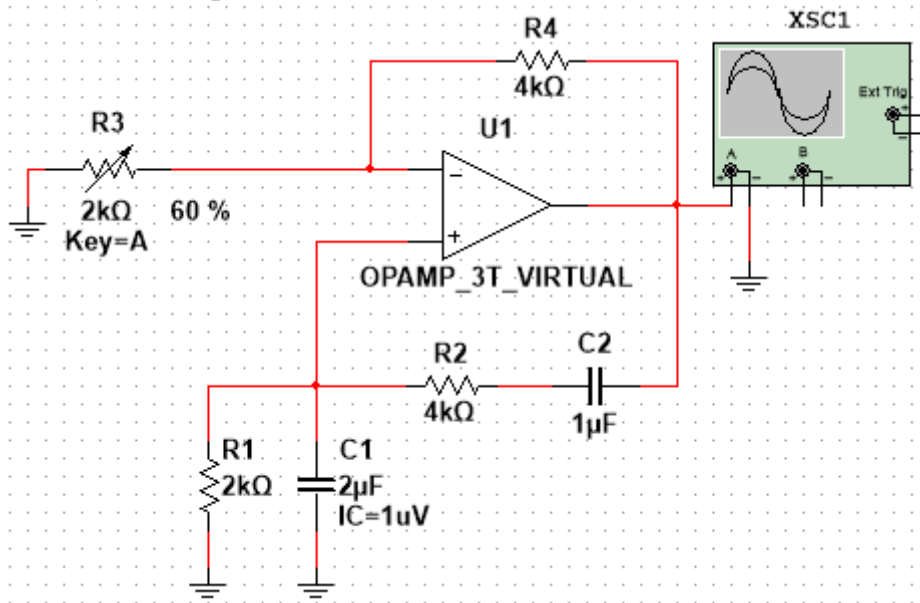 XSC1
R4
4kΩ
Ext Trig
+
−
A
B
+ − + −
U1
R3
2kΩ 60 %
Key=A
−
+
OPAMP_3T_VIRTUAL
R2
4kΩ
C2
1µF
R1
2kΩ
C1
2µF
IC=1uV